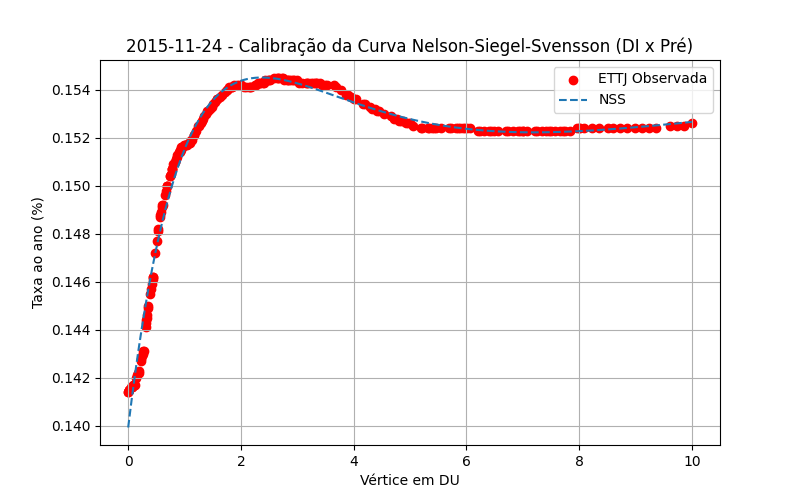 2015-11-24 - Calibração da Curva Nelson-Siegel-Svensson (DI x Pré)
ETTJ Observada
NSS
Taxa ao ano (%)
0.154
0.152
0.150
0.148
0.146
0.144
0.142
0.140
0 2 4 6 8 10
Vértice em DU